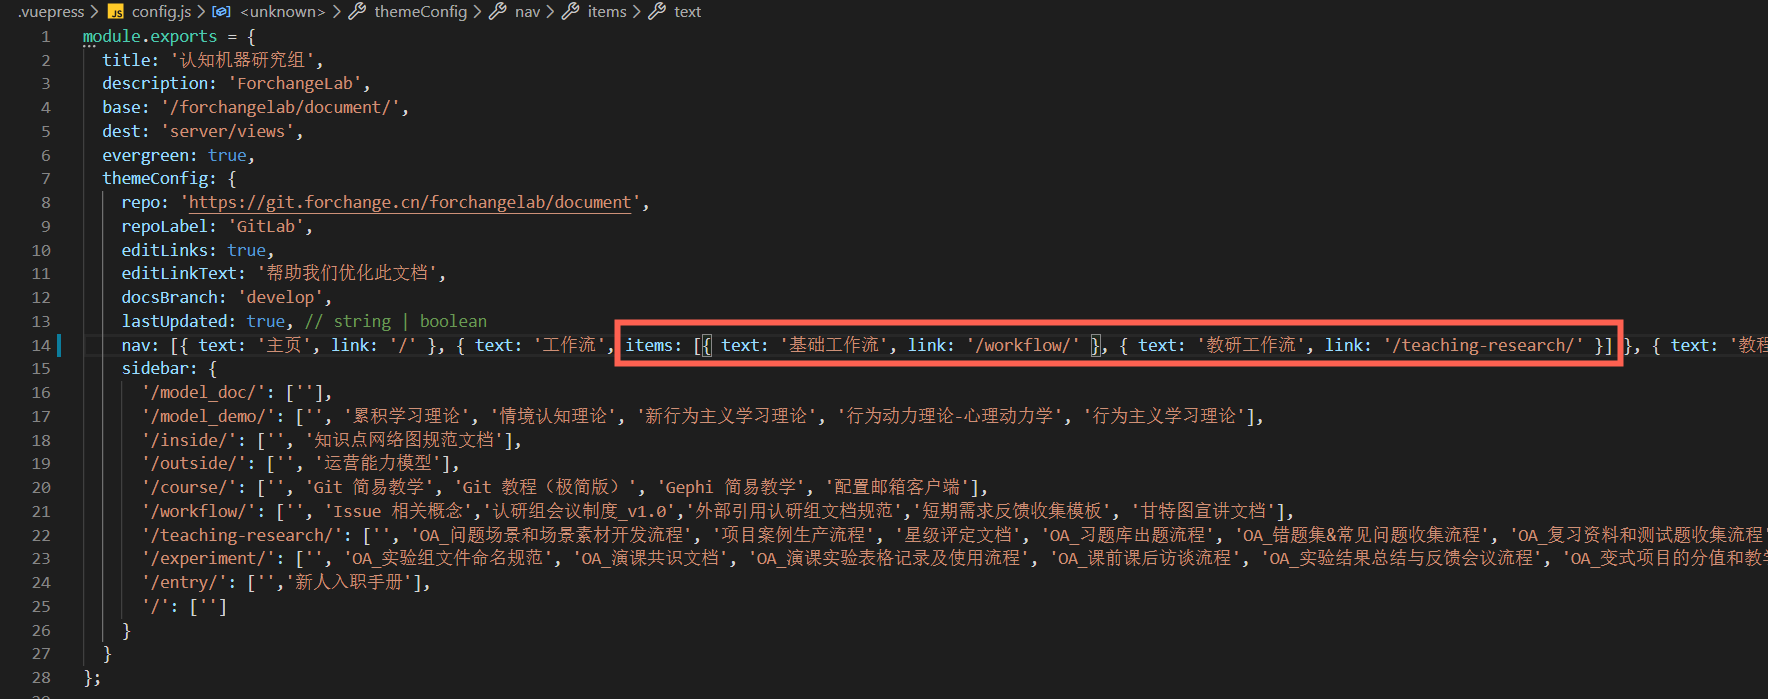 .vuepress > JS config.js > <unknown> > themeConfig > nav > items > text
1 module.exports = {
2 title: '认知机器研究组',
3 description: 'ForchangeLab',
4 base: '/forchangelab/document/',
5 dest: 'server/views',
6 evergreen: true,
7 themeConfig: {
8 repo: 'https://git.forchange.cn/forchangelab/document',
9 repoLabel: 'GitLab',
10 editLinks: true,
11 editLinkText: '帮助我们优化此文档',
12 docsBranch: 'develop',
13 lastUpdated: true, // string | boolean
14 nav: [{ text: '主页', link: '/' }, { text: '工作流', items: [{ text: '基础工作流', link: '/workflow/' }, { text: '教研工作流', link: '/teaching-research/' }] }, { text: '教程
15 sidebar: {
16 '/model_doc/': [''],
17 '/model_demo/': ['', '累积学习理论', '情境认知理论', '新行为主义学习理论', '行为动力理论-心理动力学', '行为主义学习理论'],
18 '/inside/': ['', '知识点网络图规范文档'],
19 '/outside/': ['', '运营能力模型'],
20 '/course/': ['', 'Git 简易教学', 'Git 教程（极简版）', 'Gephi 简易教学', '配置邮箱客户端'],
21 '/workflow/': ['', 'Issue 相关概念','认研组会议制度_v1.0','外部引用认研组文档规范','短期需求反馈收集模板', '甘特图宣讲文档'],
22 '/teaching-research/': ['', 'OA_问题场景和场景素材开发流程', '项目案例生产流程', '星级评定文档', 'OA_习题库出题流程', 'OA_错题集&常见问题收集流程', 'OA_复习资料和测试题收集流程'
23 '/experiment/': ['', 'OA_实验组文件命名规范', 'OA_演课共识文档', 'OA_演课实验表格记录及使用流程', 'OA_课前课后访谈流程', 'OA_实验结果总结与反馈会议流程', 'OA_变式项目的分值和教学
24 '/entry/': ['','新人入职手册'],
25 '/': ['']
26 }
27 }
28 };